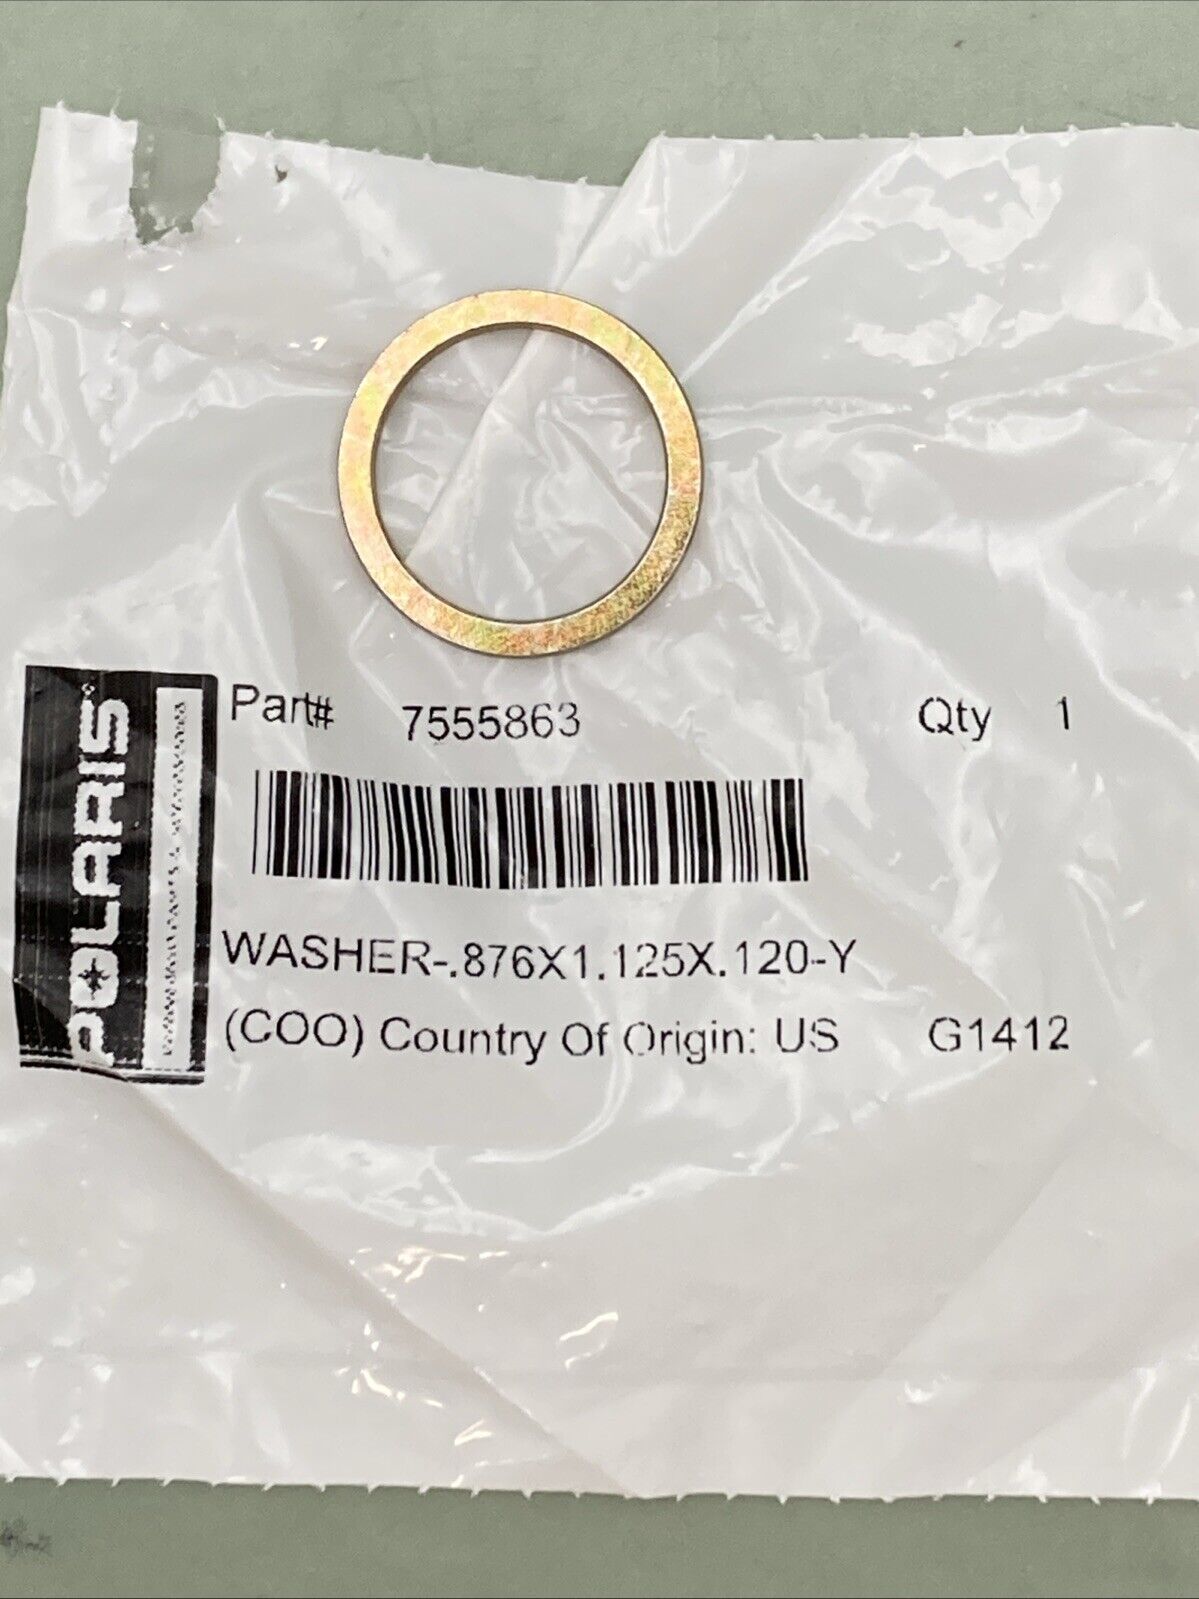 POLARIS
Part# 7555863 Qty 1
WASHER-.876X1.125X.120-Y
(COO) Country Of Origin: US G1412